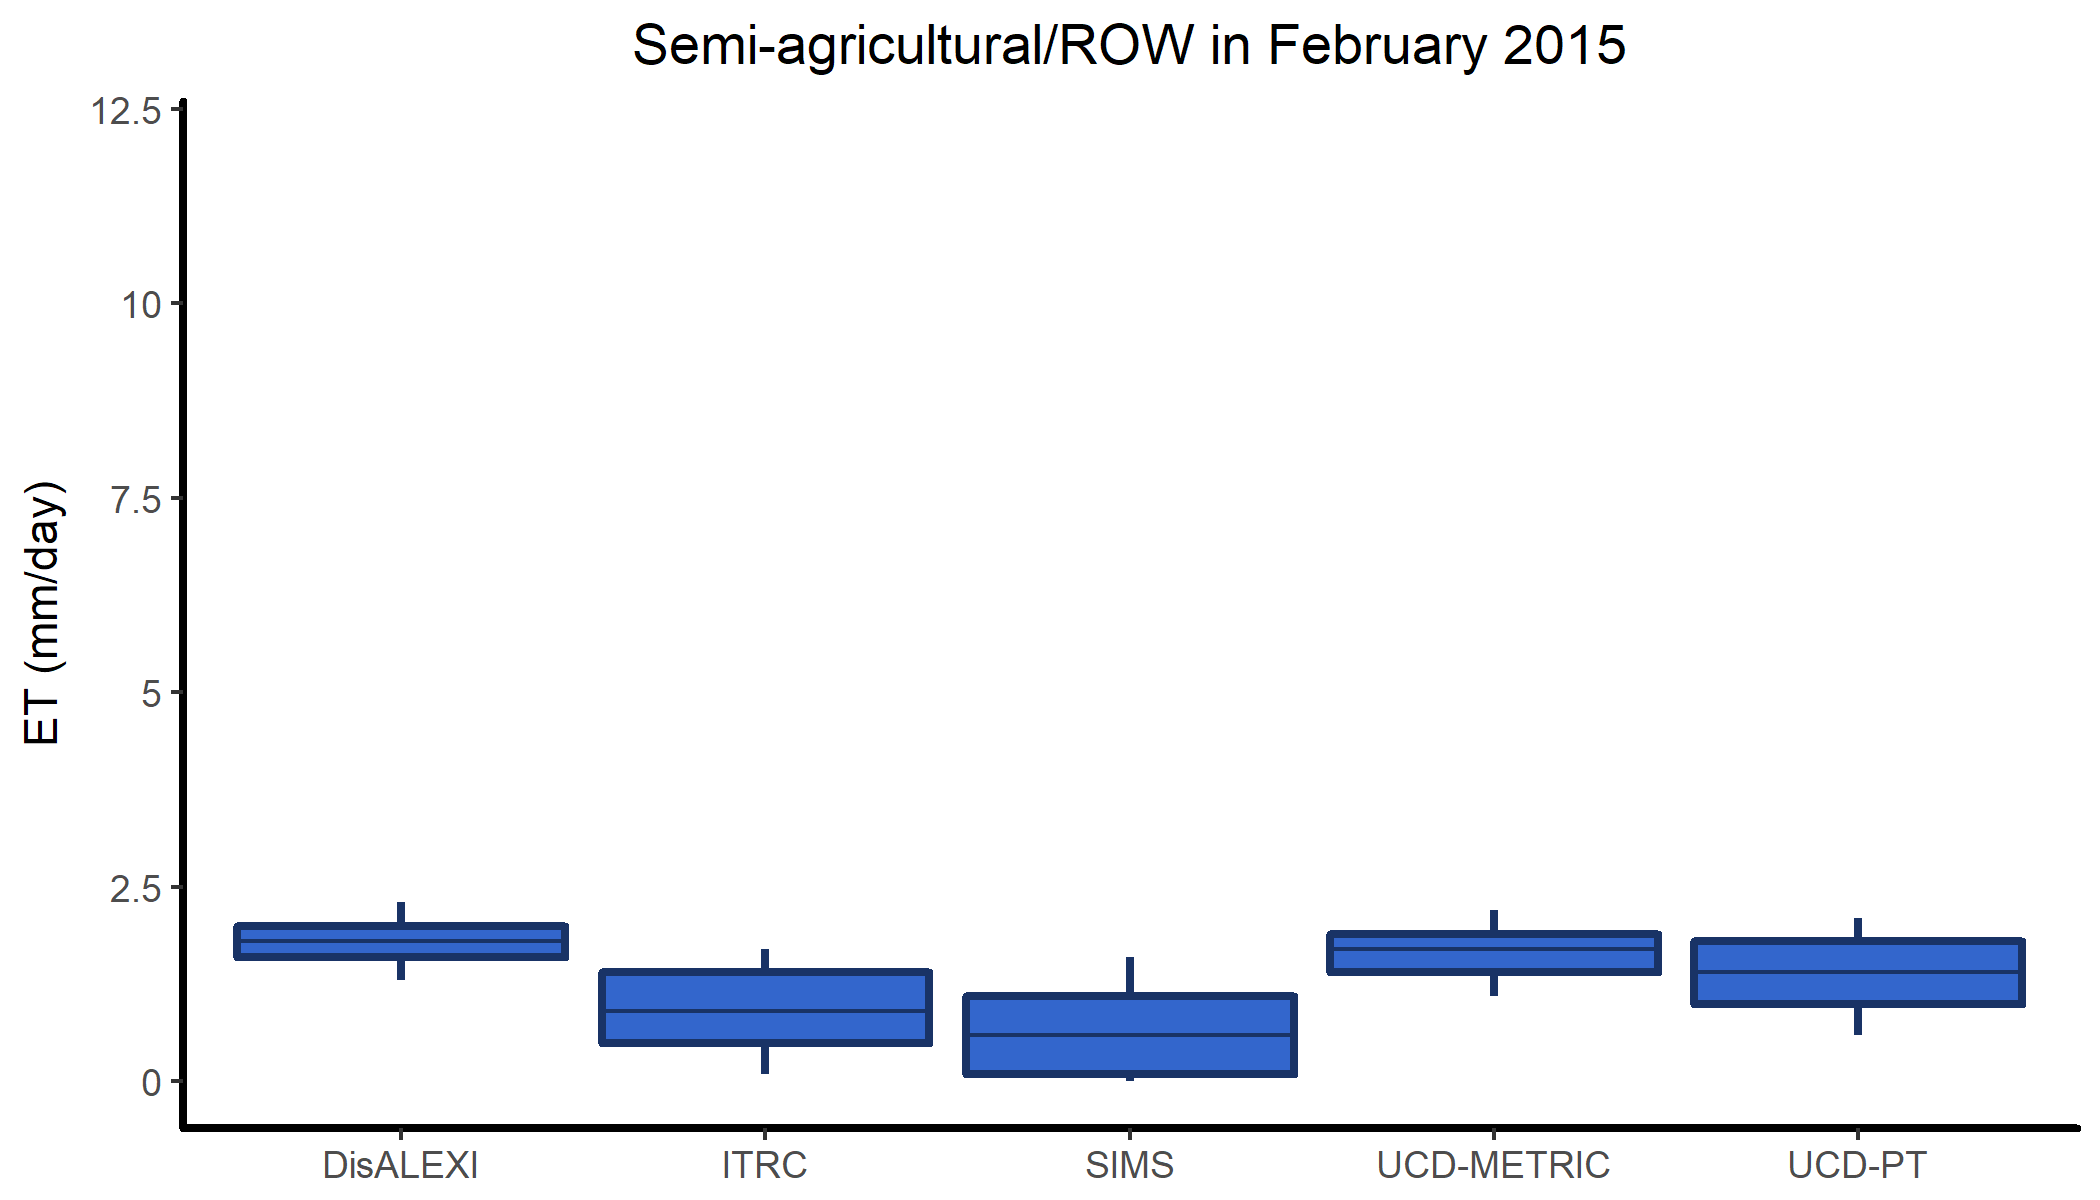 Semi-agricultural/ROW in February 2015
ET (mm/day)
12.5
10
7.5
5
2.5
0
DisALEXI ITRC SIMS UCD-METRIC UCD-PT